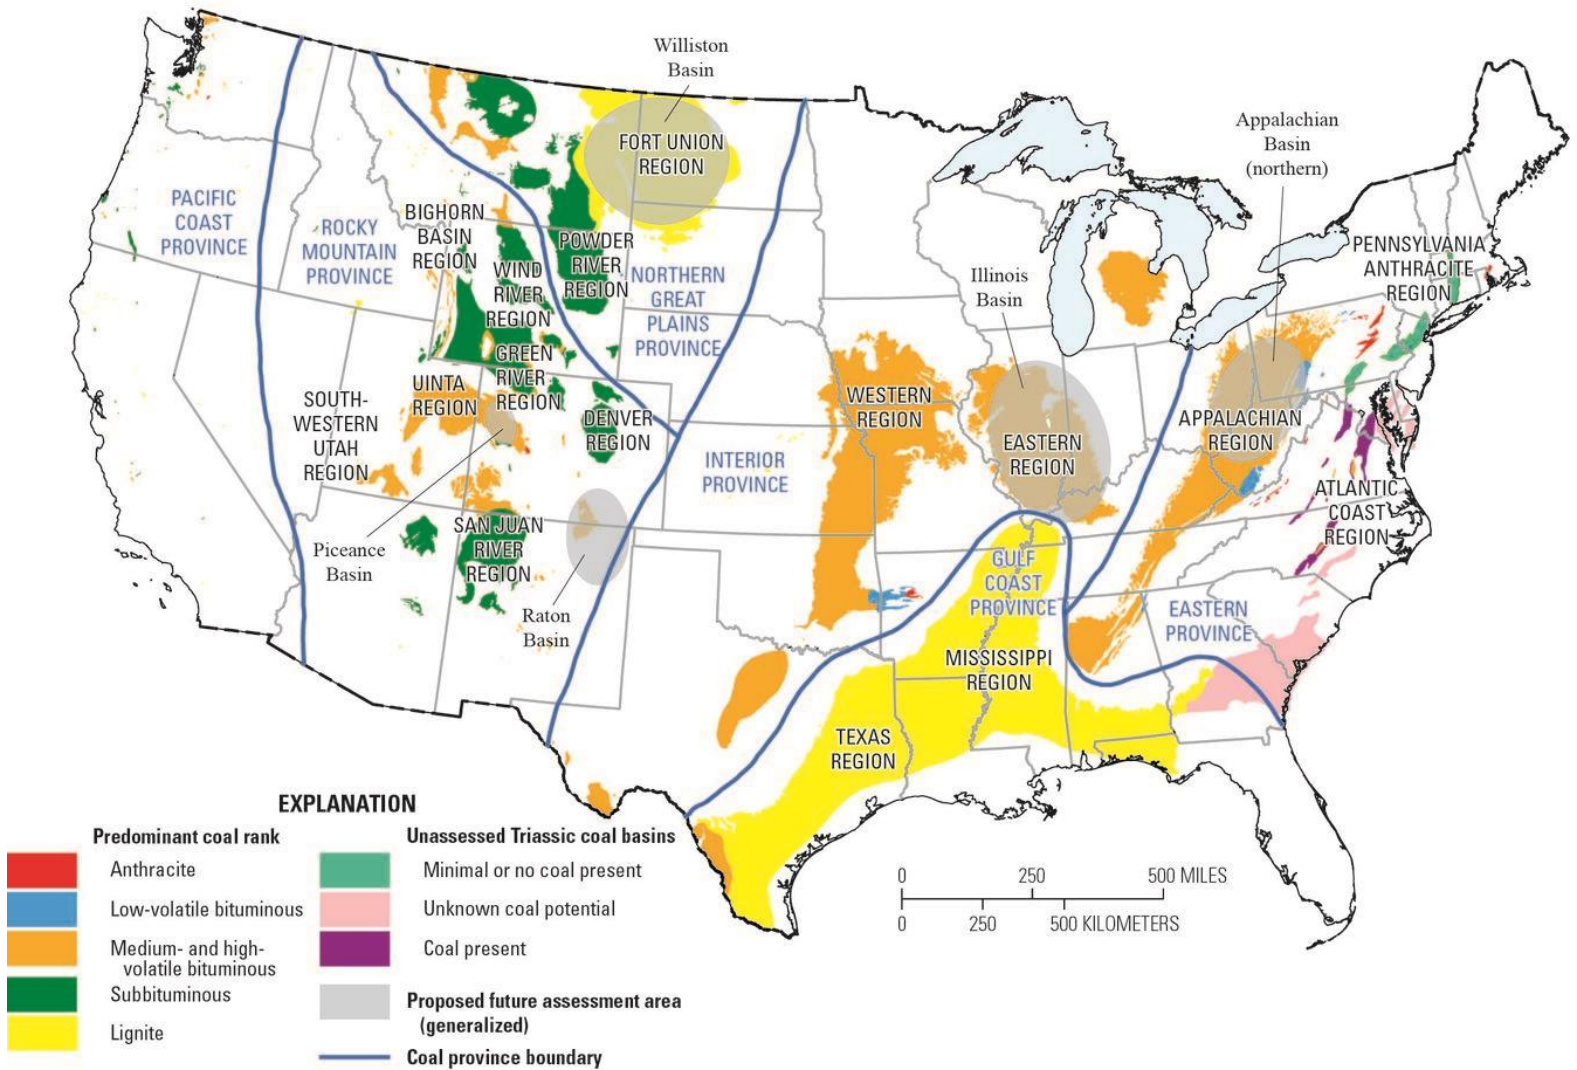 Williston
Basin
FORT UNION
REGION
Appalachian
Basin
(northern)
PACIFIC
COAST
PROVINCE
ROCKY
MOUNTAIN
PROVINCE
BIGHORN
BASIN
REGION
WIND
RIVER
REGION
POWDER
RIVER
REGION
NORTHERN
GREAT
PLAINS
PROVINCE
Illinois
Basin
PENNSYLVANIA
ANTHRACITE
REGION
GREEN
RIVER
REGION
UINTA
REGION
SOUTH-
WESTERN
UTAH
REGION
DENVER
REGION
WESTERN
REGION
EASTERN
REGION
APPALACHIAN
REGION
INTERIOR
PROVINCE
ATLANTIC
COAST
REGION
SAN JUAN
RIVER
REGION
Piceance
Basin
Raton
Basin
GULF
COAST
PROVINCE
EASTERN
PROVINCE
MISSISSIPPI
REGION
TEXAS
REGION
EXPLANATION
Predominant coal rank
Anthracite
Low-volatile bituminous
Medium- and high-
volatile bituminous
Subbituminous
Lignite
Unassessed Triassic coal basins
Minimal or no coal present
Unknown coal potential
Coal present
Proposed future assessment area
(generalized)
Coal province boundary
0 250 500 MILES
0 250 500 KILOMETERS